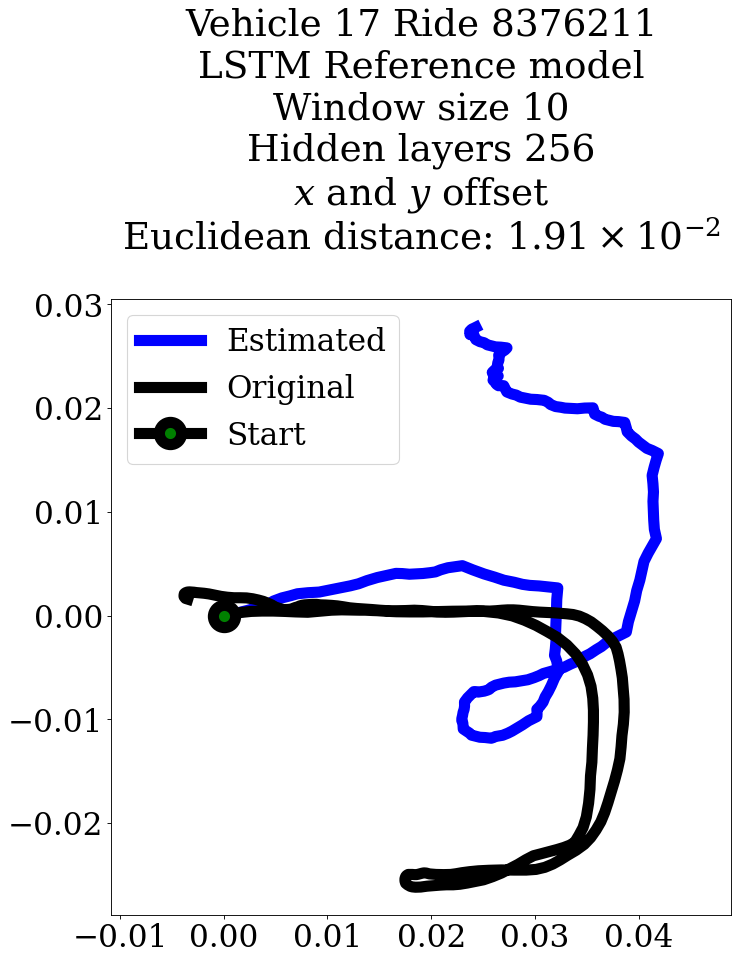 Vehicle 17 Ride 8376211
LSTM Reference model
Window size 10
Hidden layers 256
x and y offset
Euclidean distance: 1.91 × 10⁻²
Estimated
Original
Start
0.03
0.02
0.01
0.00
−0.01
−0.02
−0.01 0.00 0.01 0.02 0.03 0.04